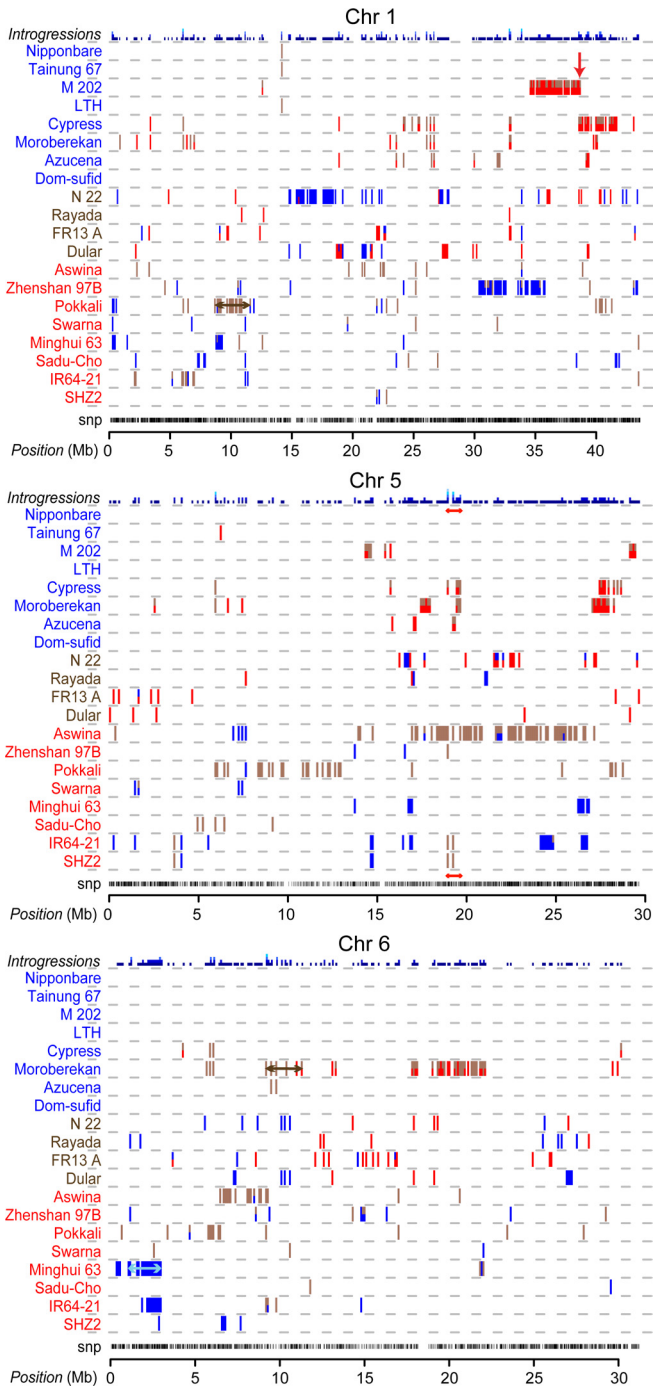 Chr 1
Introgressions
Nipponbare
Tainung 67
M 202
LTH
Cypress
Moroberekan
Azucena
Dom-sufid
N 22
Rayada
FR13 A
Dular
Aswina
Zhenshan 97B
Pokkali
Swarna
Minghui 63
Sadu-Cho
IR64-21
SHZ2
snp
Position (Mb) 0 5 10 15 20 25 30 35 40
Chr 5
Introgressions
Nipponbare
Tainung 67
M 202
LTH
Cypress
Moroberekan
Azucena
Dom-sufid
N 22
Rayada
FR13 A
Dular
Aswina
Zhenshan 97B
Pokkali
Swarna
Minghui 63
Sadu-Cho
IR64-21
SHZ2
snp
Position (Mb) 0 5 10 15 20 25 30
Chr 6
Introgressions
Nipponbare
Tainung 67
M 202
LTH
Cypress
Moroberekan
Azucena
Dom-sufid
N 22
Rayada
FR13 A
Dular
Aswina
Zhenshan 97B
Pokkali
Swarna
Minghui 63
Sadu-Cho
IR64-21
SHZ2
snp
Position (Mb) 0 5 10 15 20 25 30